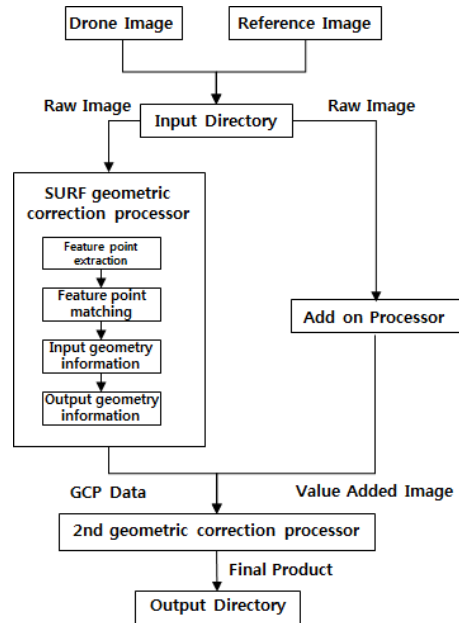 Drone Image
Reference Image
Raw Image
Raw Image
Input Directory
SURF geometric
correction processor
Feature point
extraction
Feature point
matching
Input geometry
information
Output geometry
information
Add on Processor
GCP Data
Value Added Image
2nd geometric correction processor
Final Product
Output Directory